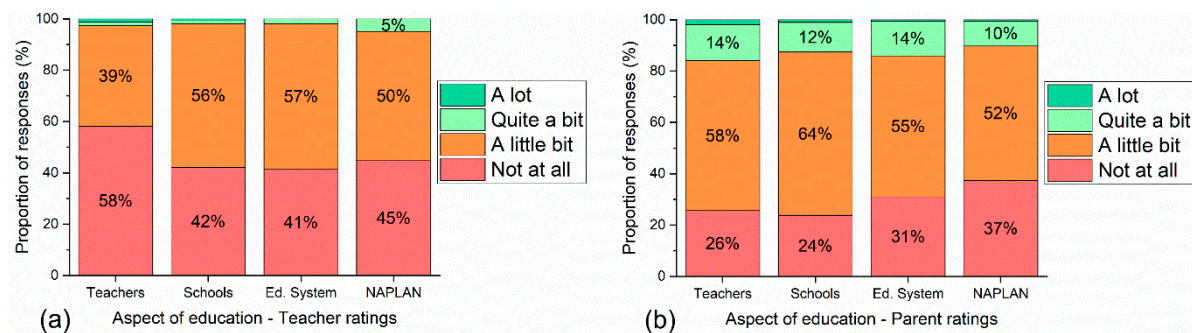 Proportion of responses (%)
100
80
60
40
20
0
39%
58%
56%
42%
57%
41%
5%
50%
45%
A lot
Quite a bit
A little bit
Not at all
Teachers Schools Ed. System NAPLAN
(a) Aspect of education - Teacher ratings
Proportion of responses (%)
100
80
60
40
20
0
14%
58%
26%
12%
64%
24%
14%
55%
31%
10%
52%
37%
A lot
Quite a bit
A little bit
Not at all
Teachers Schools Ed. System NAPLAN
(b) Aspect of education - Parent ratings